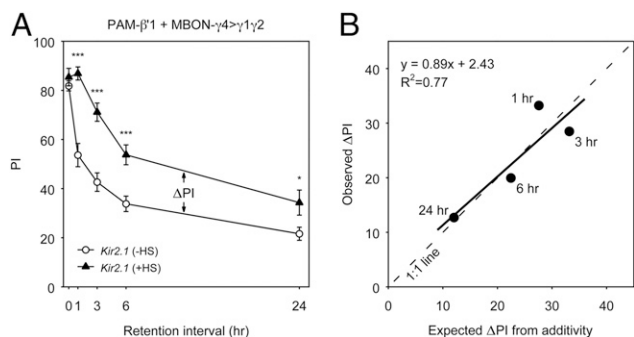 A
PAM-β'1 + MBON-γ4>γ1γ2
100
80
60
40
20
0
PI
***
***
***
*
ΔPI
Kir2.1 (-HS)
Kir2.1 (+HS)
0 1 3 6 24
Retention interval (hr)
B
y = 0.89x + 2.43
R²=0.77
40
30
20
10
0
Observed ΔPI
1 hr
3 hr
6 hr
24 hr
1:1 line
0 10 20 30 40
Expected ΔPI from additivity